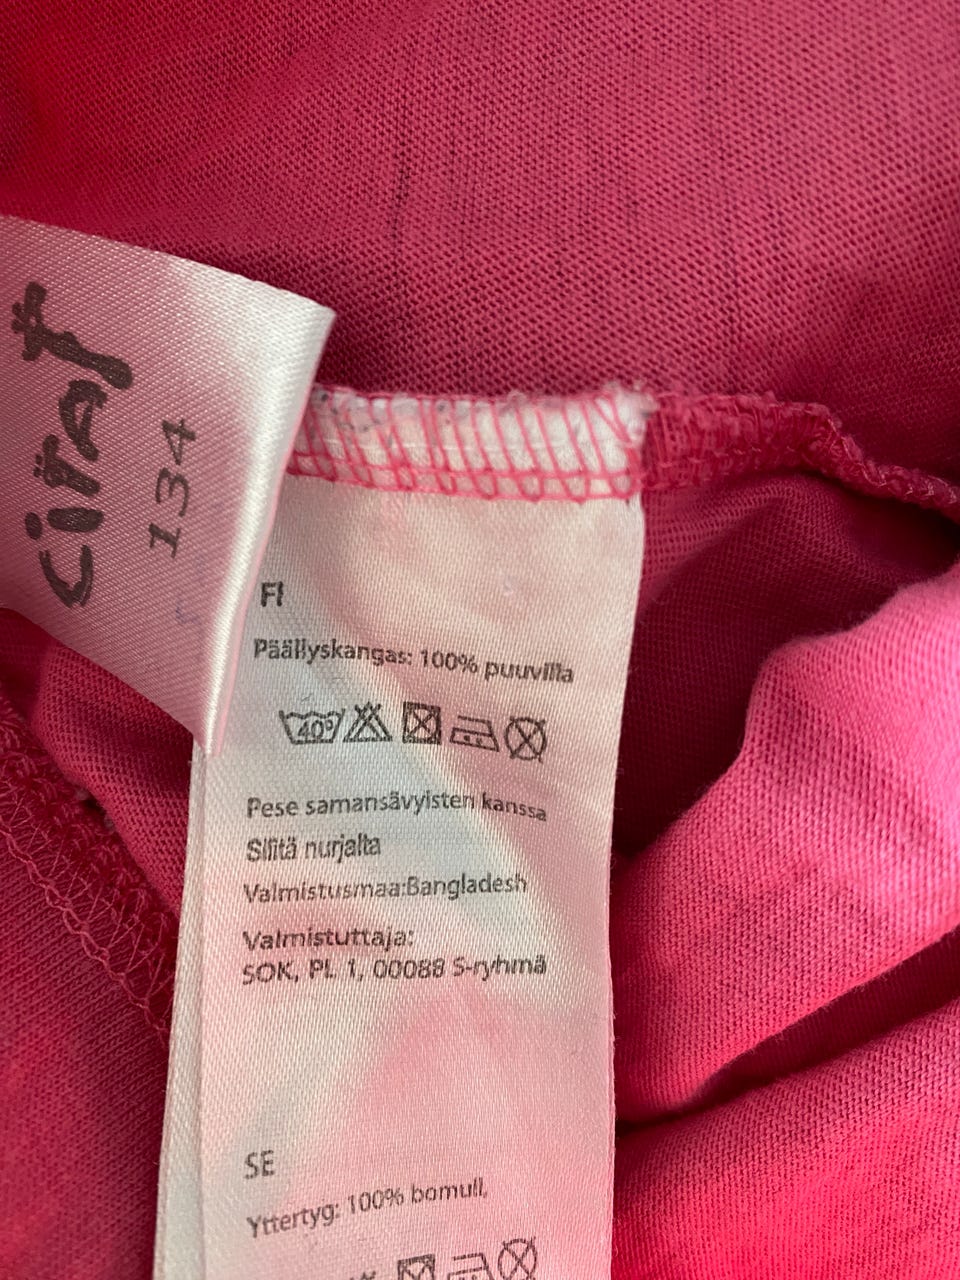 Ciraf
134
FI
Päällyskangas: 100% puuvilla
40°
Pese samansävyisten kanssa
Silitä nurjalta
Valmistusmaa:Bangladesh
Valmistuttaja:
SOK, PL 1, 00088 S-ryhmä
SE
Yttertyg: 100% bomull,